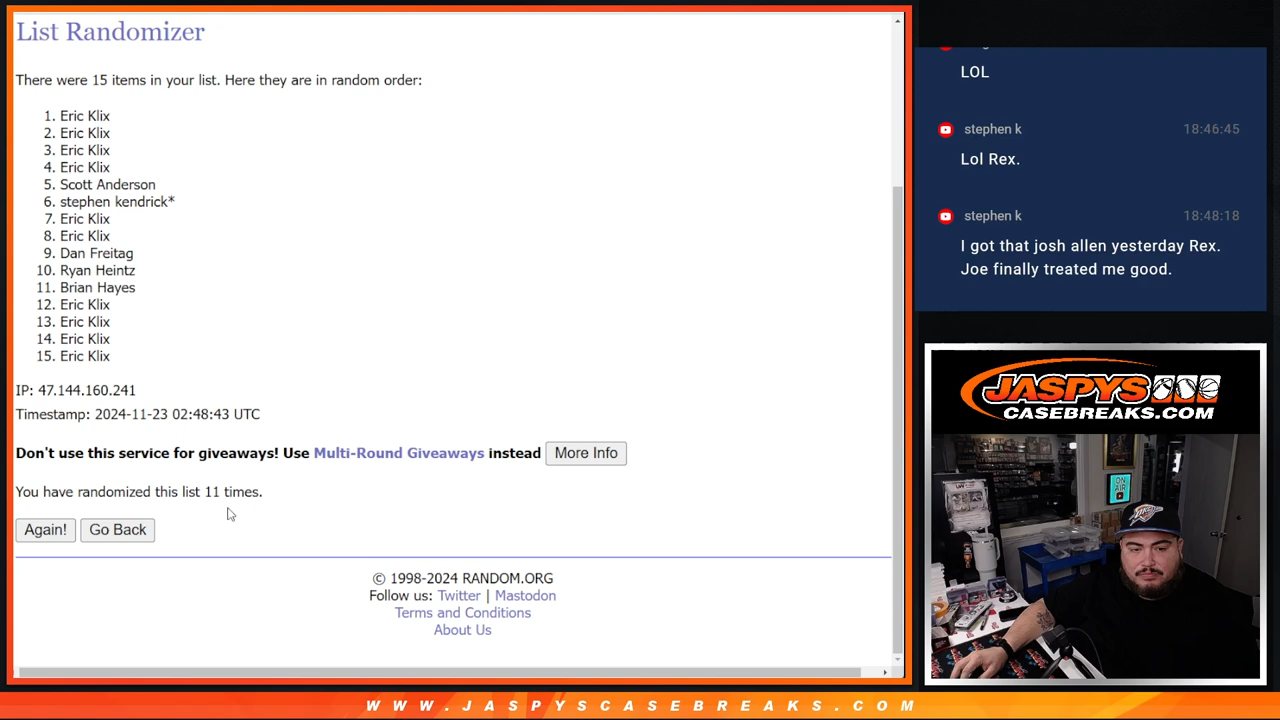 List Randomizer
There were 15 items in your list. Here they are in random order:
1. Eric Klix
2. Eric Klix
3. Eric Klix
4. Eric Klix
5. Scott Anderson
6. stephen kendrick*
7. Eric Klix
8. Eric Klix
9. Dan Freitag
10. Ryan Heintz
11. Brian Hayes
12. Eric Klix
13. Eric Klix
14. Eric Klix
15. Eric Klix
IP: 47.144.160.241
Timestamp: 2024-11-23 02:48:43 UTC
Don't use this service for giveaways! Use Multi-Round Giveaways instead More Info
You have randomized this list 11 times.
Again! Go Back
© 1998-2024 RANDOM.ORG
Follow us: Twitter | Mastodon
Terms and Conditions
About Us
LOL
stephen k 18:46:45
Lol Rex.
stephen k 18:48:18
I got that josh allen yesterday Rex.
Joe finally treated me good.
JASPYS
CASEBREAKS.COM
ON
AIR
WWW.JASPYSCASEBREAKS.COM